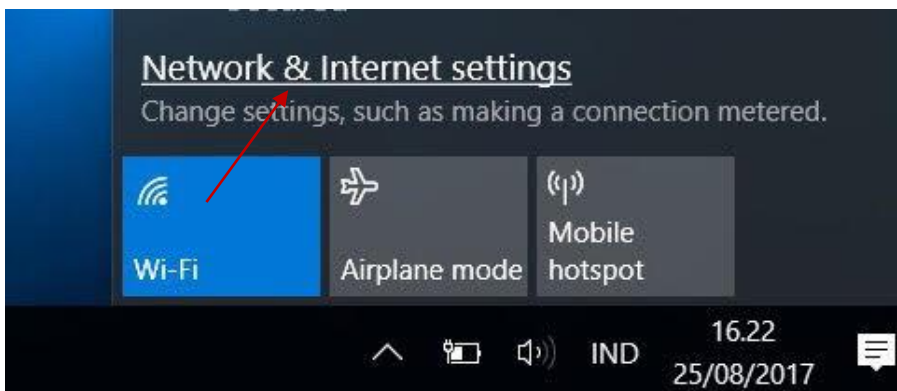 Network & Internet settings
Change settings, such as making a connection metered.
Wi-Fi
Airplane mode
Mobile
hotspot
IND
16.22
25/08/2017